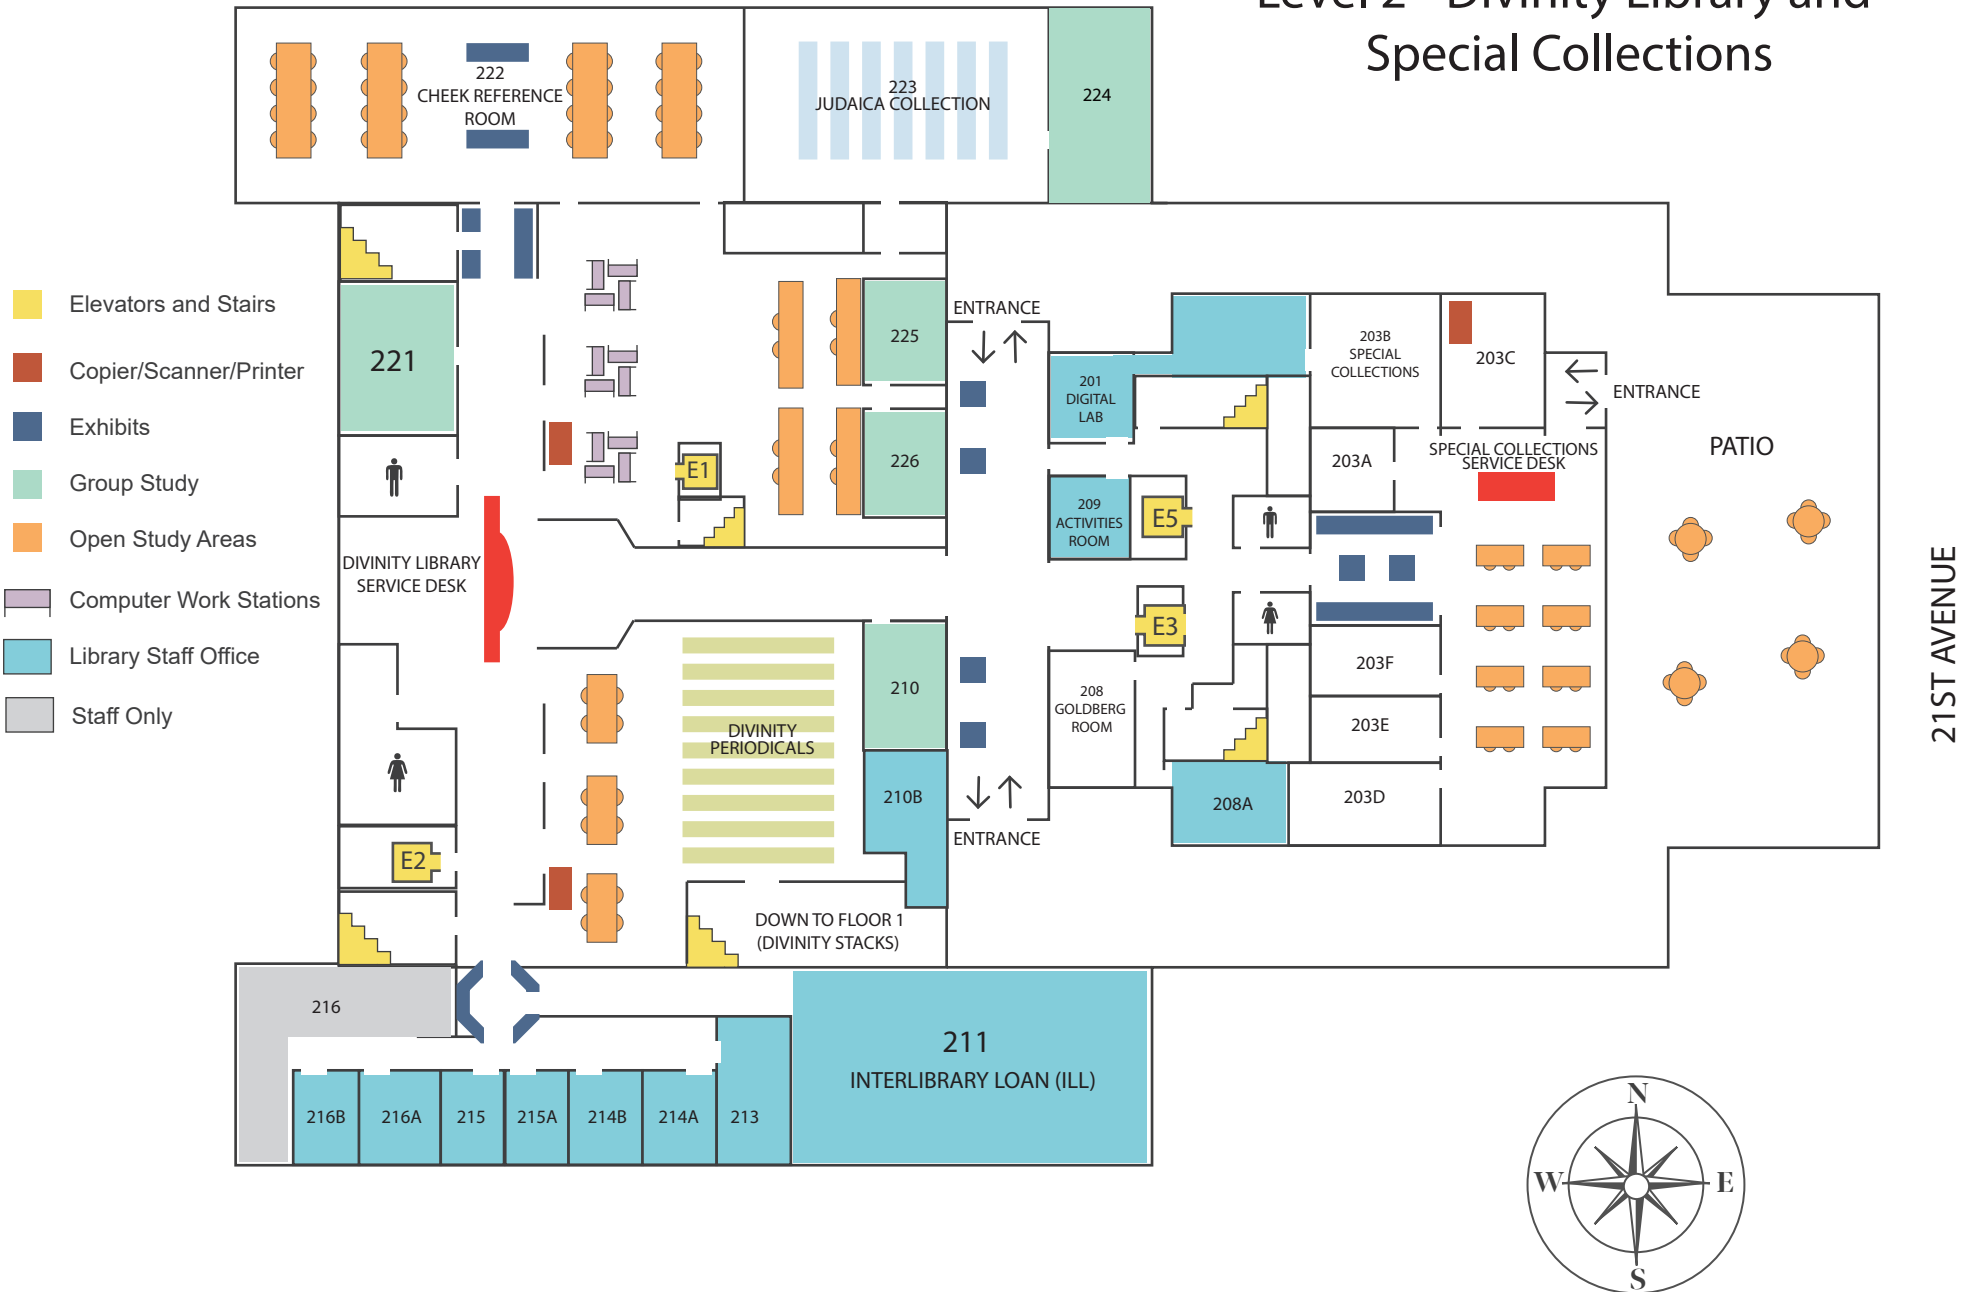 Level 2 - Divinity Library and
Special Collections
222
CHEEK REFERENCE
ROOM
223
JUDAICA COLLECTION
224
Elevators and Stairs
Copier/Scanner/Printer
Exhibits
Group Study
Open Study Areas
Computer Work Stations
Library Staff Office
Staff Only
221
225
226
E1
ENTRANCE
201
DIGITAL
LAB
203B
SPECIAL
COLLECTIONS
203C
ENTRANCE
203A
SPECIAL COLLECTIONS
SERVICE DESK
PATIO
209
ACTIVITIES
ROOM
E5
DIVINITY LIBRARY
SERVICE DESK
E3
21ST AVENUE
210
DIVINITY
PERIODICALS
208
GOLDBERG
ROOM
203F
203E
203D
208A
210B
ENTRANCE
E2
DOWN TO FLOOR 1
(DIVINITY STACKS)
216
211
INTERLIBRARY LOAN (ILL)
216B
216A
215
215A
214B
214A
213
N
W
E
S